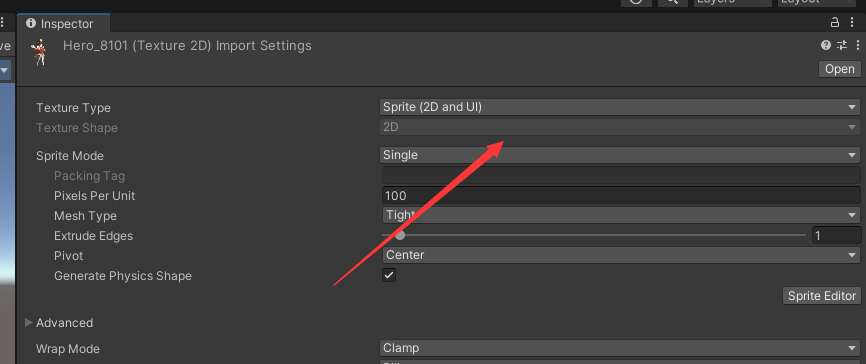 Layers
Layout
Inspector
ve
Hero_8101 (Texture 2D) Import Settings
Open
Texture Type Sprite (2D and UI)
Texture Shape 2D
Sprite Mode Single
Packing Tag
Pixels Per Unit 100
Mesh Type Tight
Extrude Edges 1
Pivot Center
Generate Physics Shape
Sprite Editor
Advanced
Wrap Mode Clamp